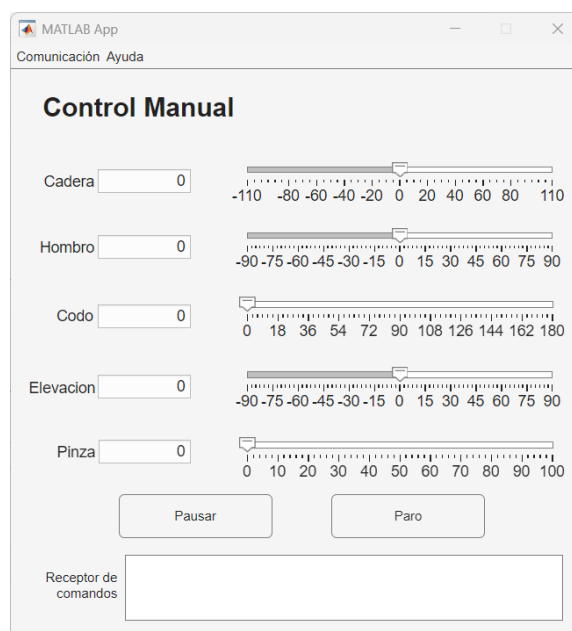 MATLAB App
Comunicación Ayuda
Control Manual
Cadera 0
-110 -80 -60 -40 -20 0 20 40 60 80 110
Hombro 0
-90 -75 -60 -45 -30 -15 0 15 30 45 60 75 90
Codo 0
0 18 36 54 72 90 108 126 144 162 180
Elevacion 0
-90 -75 -60 -45 -30 -15 0 15 30 45 60 75 90
Pinza 0
0 10 20 30 40 50 60 70 80 90 100
Pausar Paro
Receptor de
comandos